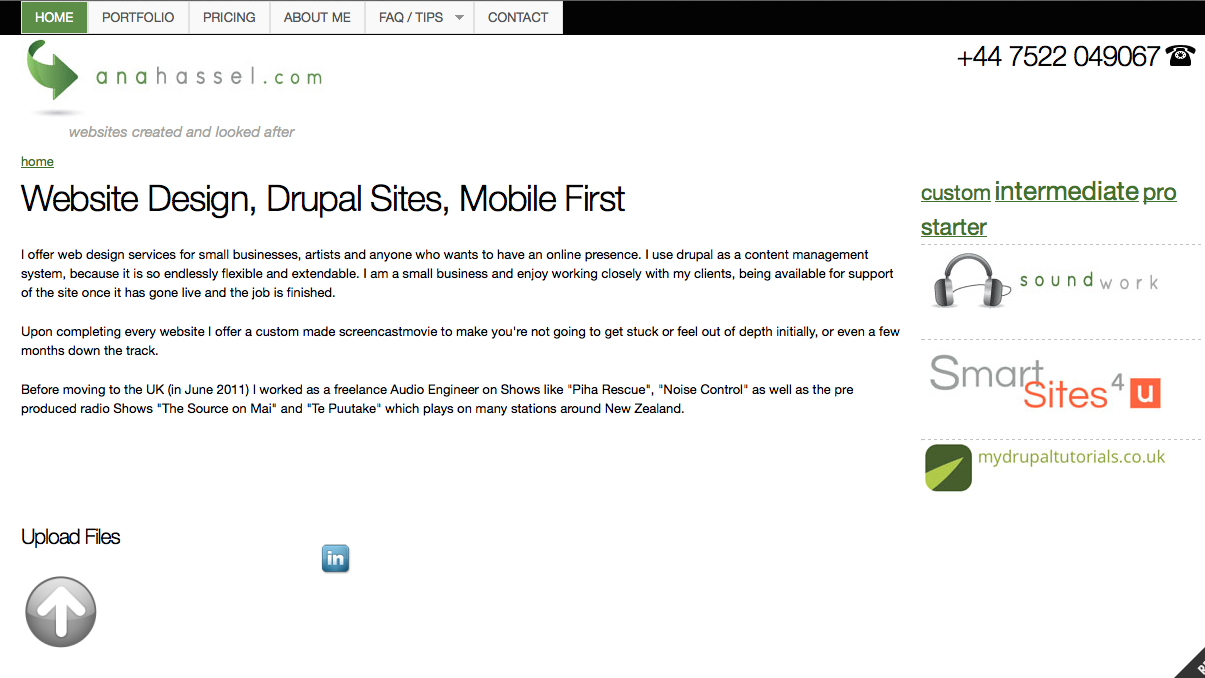 HOME PORTFOLIO PRICING ABOUT ME FAQ / TIPS CONTACT
anahassel.com
+44 7522 049067
websites created and looked after
home
Website Design, Drupal Sites, Mobile First
I offer web design services for small businesses, artists and anyone who wants to have an online presence. I use drupal as a content management
system, because it is so endlessly flexible and extendable. I am a small business and enjoy working closely with my clients, being available for support
of the site once it has gone live and the job is finished.
Upon completing every website I offer a custom made screencastmovie to make you're not going to get stuck or feel out of depth initially, or even a few
months down the track.
Before moving to the UK (in June 2011) I worked as a freelance Audio Engineer on Shows like "Piha Rescue", "Noise Control" as well as the pre
produced radio Shows "The Source on Mai" and "Te Puutake" which plays on many stations around New Zealand.
custom intermediate pro
starter
soundwork
Smart
Sites 4 u
mydrupaltutorials.co.uk
Upload Files
in